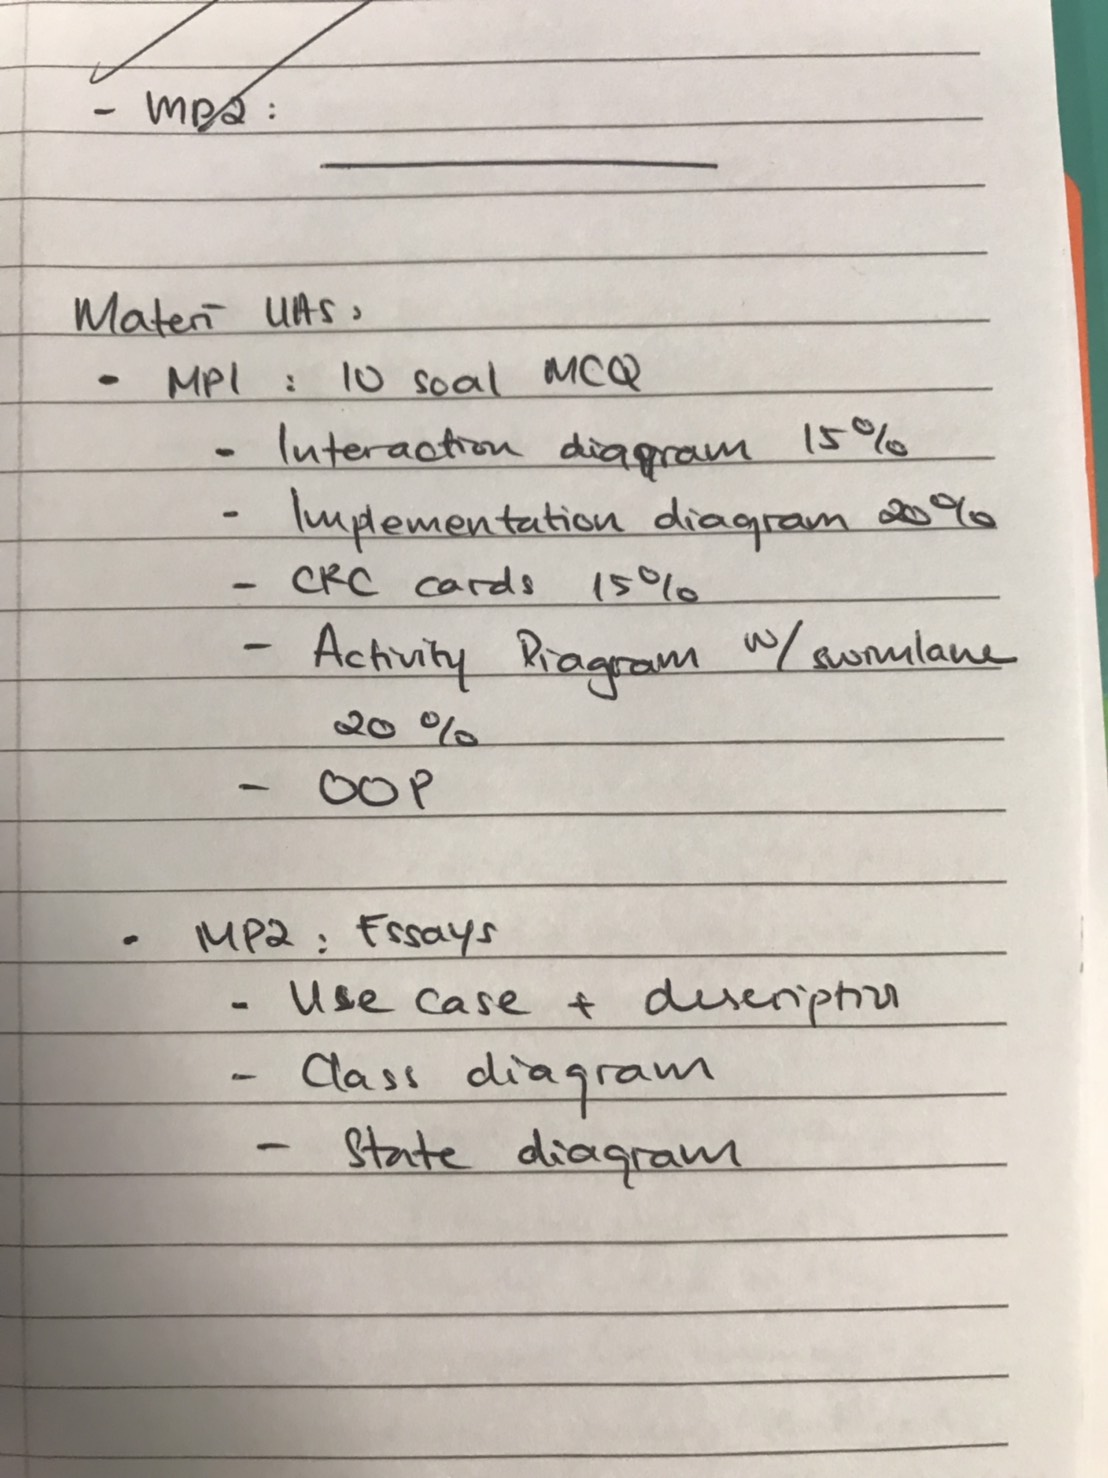 - MP2 :
Materi UAS :
- MP1 : 10 soal MCQ
- Interaction diagram 15%
- Implementation diagram 20%
- CRC cards 15%
- Activity Diagram w/ swimlane
20 %
- OOP
- MP2 : Essays
- Use case + description
- Class diagram
- State diagram